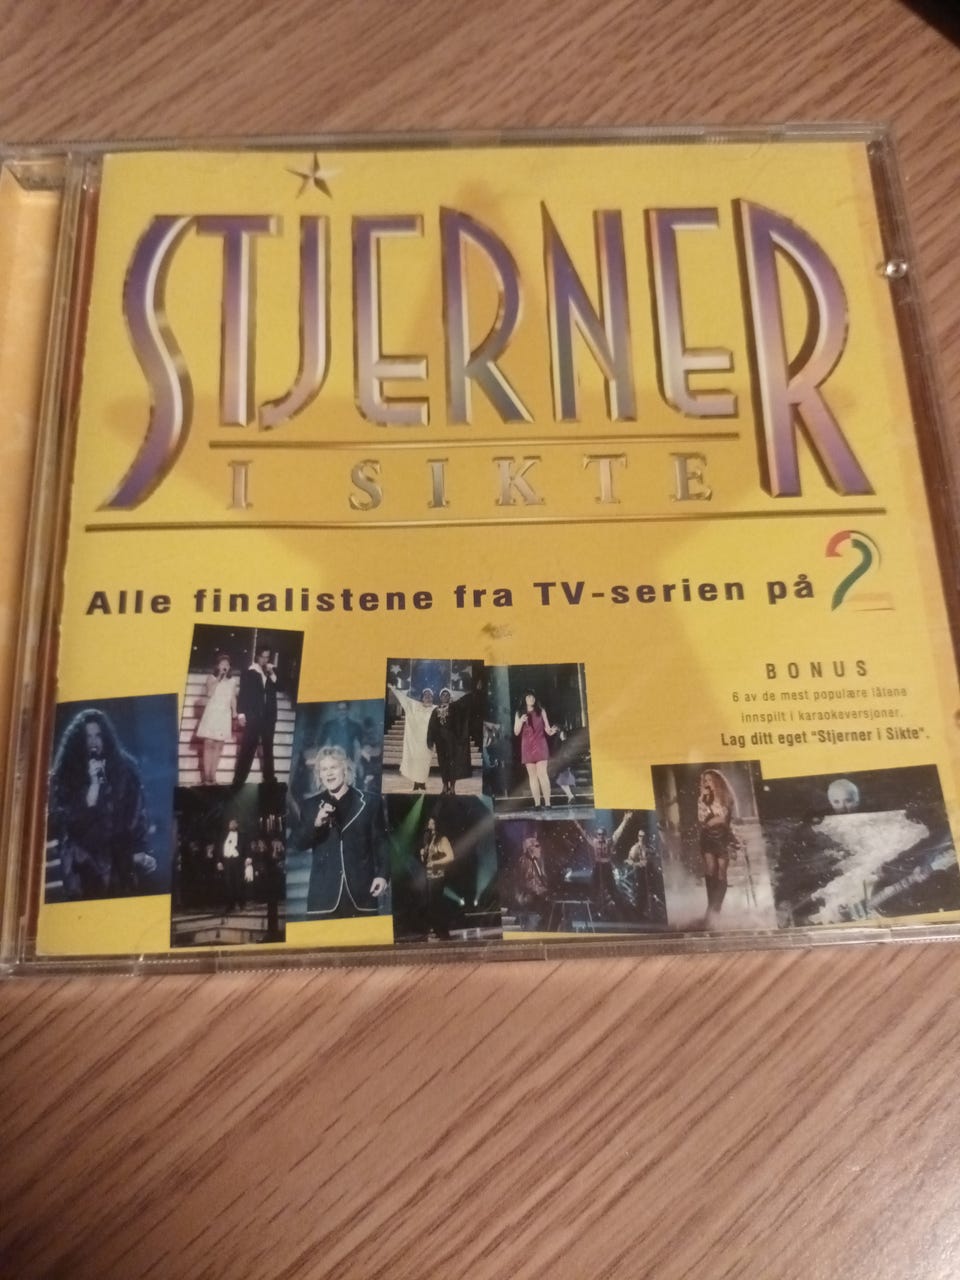 STJERNER
I SIKTE
Alle finalistene fra TV-serien på 2
BONUS
6 av de mest populære låtene
innspilt i karaokeversjoner.
Lag ditt eget "Stjerner i Sikte".